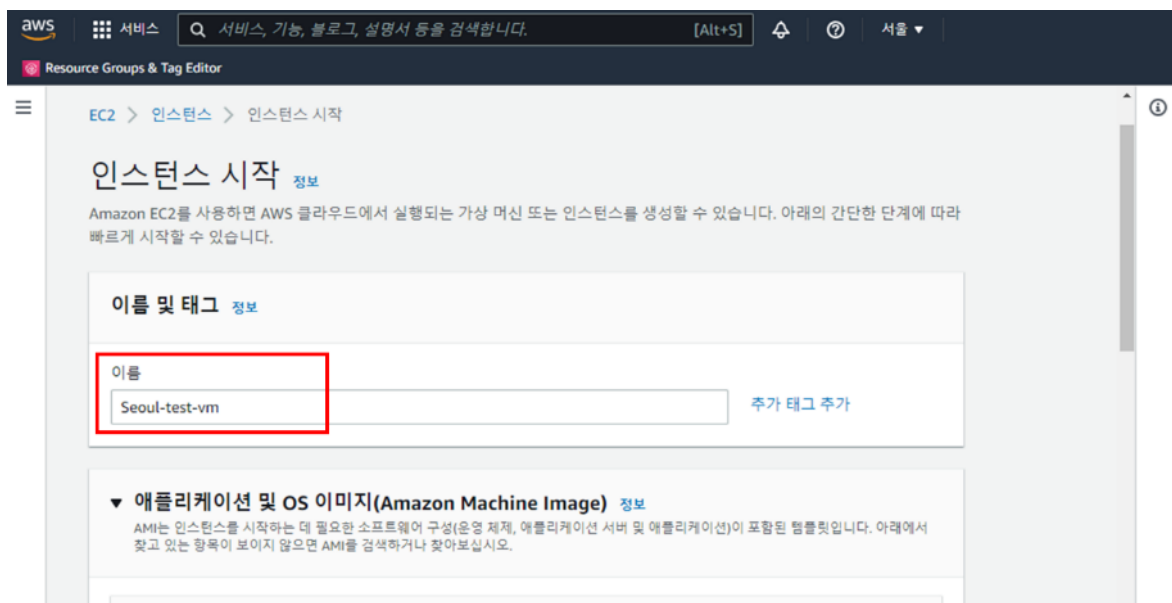 aws
서비스
서비스, 기능, 블로그, 설명서 등을 검색합니다.
[Alt+S]
서울 ▼
Resource Groups & Tag Editor
EC2 > 인스턴스 > 인스턴스 시작
인스턴스 시작 정보
Amazon EC2를 사용하면 AWS 클라우드에서 실행되는 가상 머신 또는 인스턴스를 생성할 수 있습니다. 아래의 간단한 단계에 따라
빠르게 시작할 수 있습니다.
이름 및 태그 정보
이름
Seoul-test-vm
추가 태그 추가
▼ 애플리케이션 및 OS 이미지(Amazon Machine Image) 정보
AMI는 인스턴스를 시작하는 데 필요한 소프트웨어 구성(운영 체제, 애플리케이션 서버 및 애플리케이션)이 포함된 템플릿입니다. 아래에서
찾고 있는 항목이 보이지 않으면 AMI를 검색하거나 찾아보십시오.